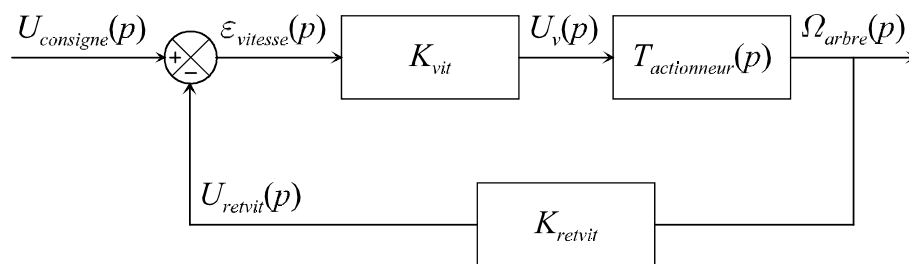 U_consigne(p)
+
−
ε_vitesse(p)
K_vit
U_v(p)
T_actionneur(p)
Ω_arbre(p)
U_retvit(p)
K_retvit